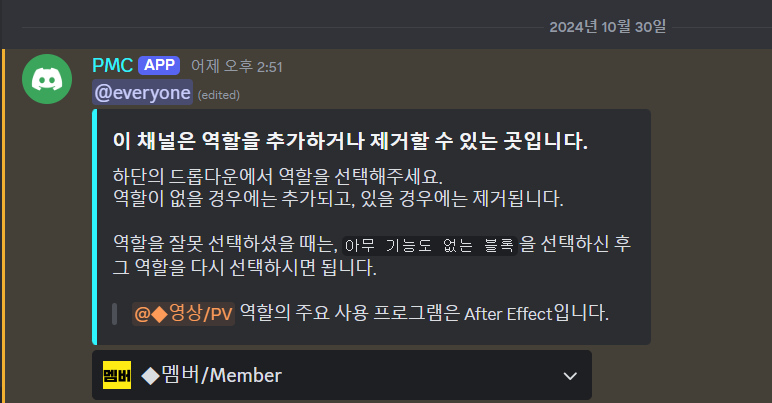 2024년 10월 30일
PMC APP 어제 오후 2:51
@everyone (edited)
이 채널은 역할을 추가하거나 제거할 수 있는 곳입니다.
하단의 드롭다운에서 역할을 선택해주세요.
역할이 없을 경우에는 추가되고, 있을 경우에는 제거됩니다.
역할을 잘못 선택하셨을 때는, 아무 기능도 없는 블록 을 선택하신 후
그 역할을 다시 선택하시면 됩니다.
@◆영상/PV 역할의 주요 사용 프로그램은 After Effect입니다.
멤버 ◆멤버/Member